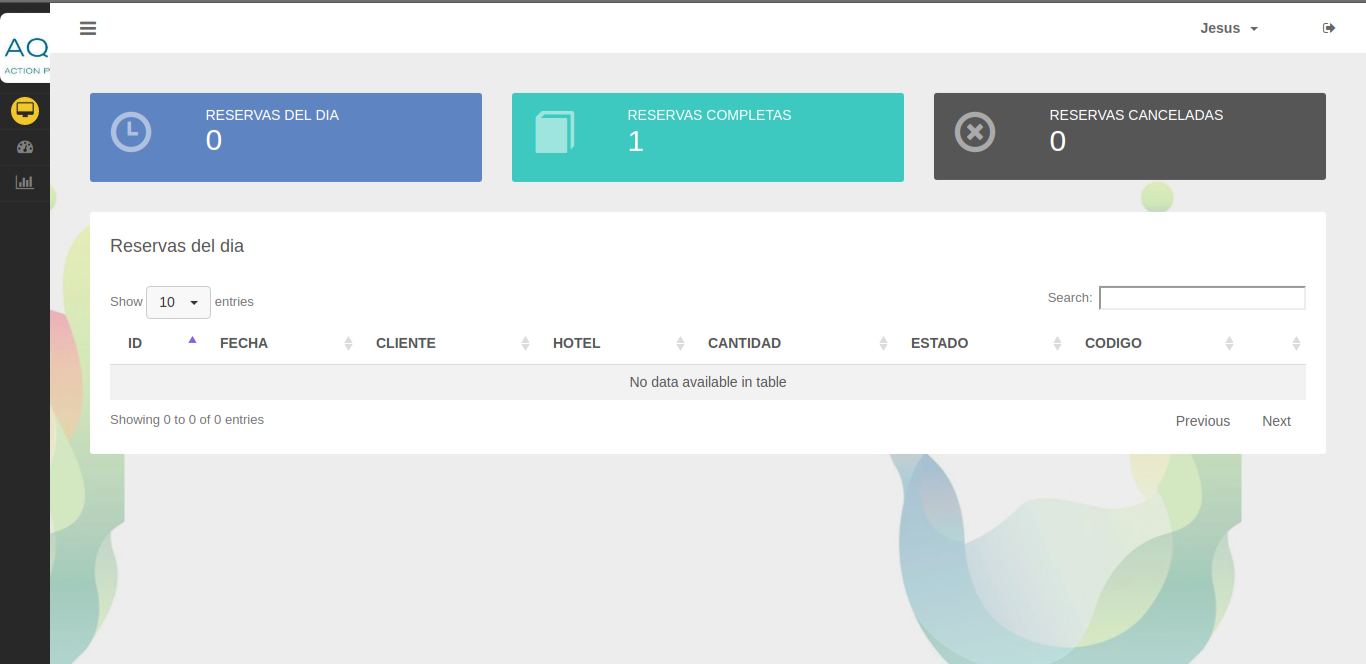 AQ
ACTION P
Jesus
RESERVAS DEL DIA
0
RESERVAS COMPLETAS
1
RESERVAS CANCELADAS
0
Reservas del dia
Show 10 entries
Search:
ID FECHA CLIENTE HOTEL CANTIDAD ESTADO CODIGO
No data available in table
Showing 0 to 0 of 0 entries
Previous Next